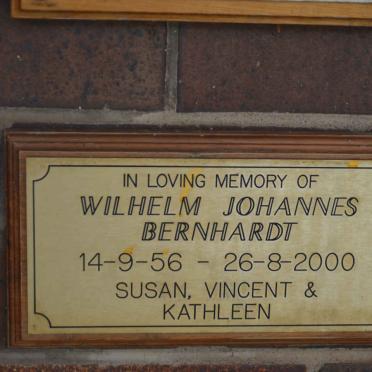 IN LOVING MEMORY OF
WILHELM JOHANNES
BERNHARDT
14-9-56 - 26-8-2000
SUSAN, VINCENT &
KATHLEEN